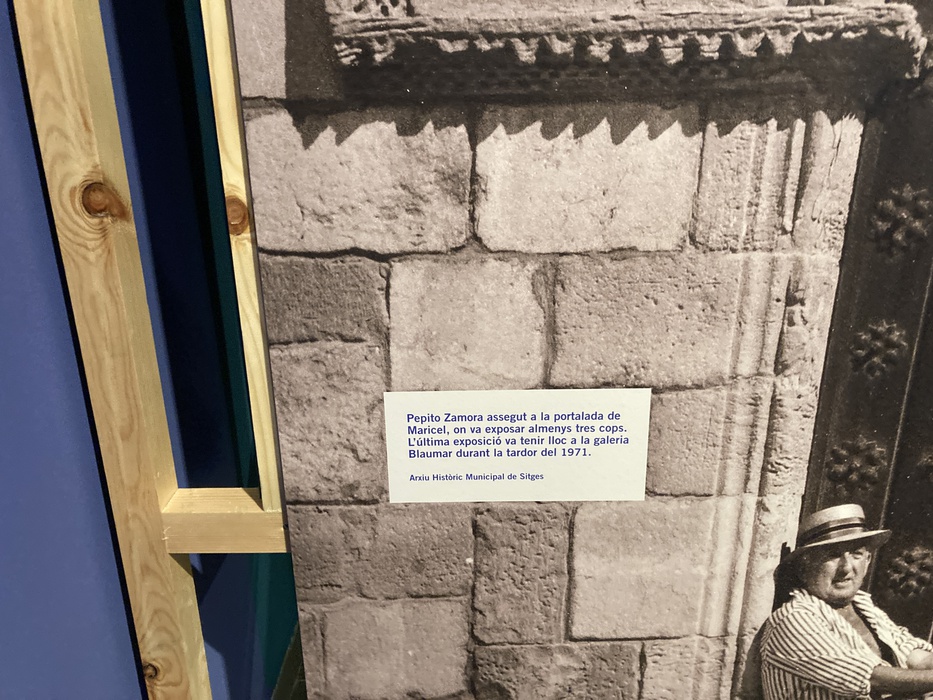 Pepito Zamora assegut a la portalada de
Maricel, on va exposar almenys tres cops.
L'última exposició va tenir lloc a la galeria
Blaumar durant la tardor del 1971.
Arxiu Històric Municipal de Sitges